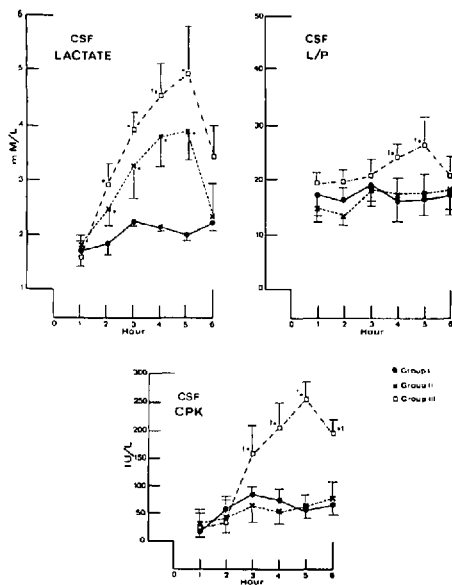 CSF
LACTATE
mM/L
6
5
4
3
2
1
0 1 2 3 4 5 6
Hour
CSF
L/P
40
30
20
10
0
0 1 2 3 4 5 6
Hour
CSF
CPK
IU/L
300
250
200
150
100
50
0
0 1 2 3 4 5 6
Hour
Group I
Group II
Group III